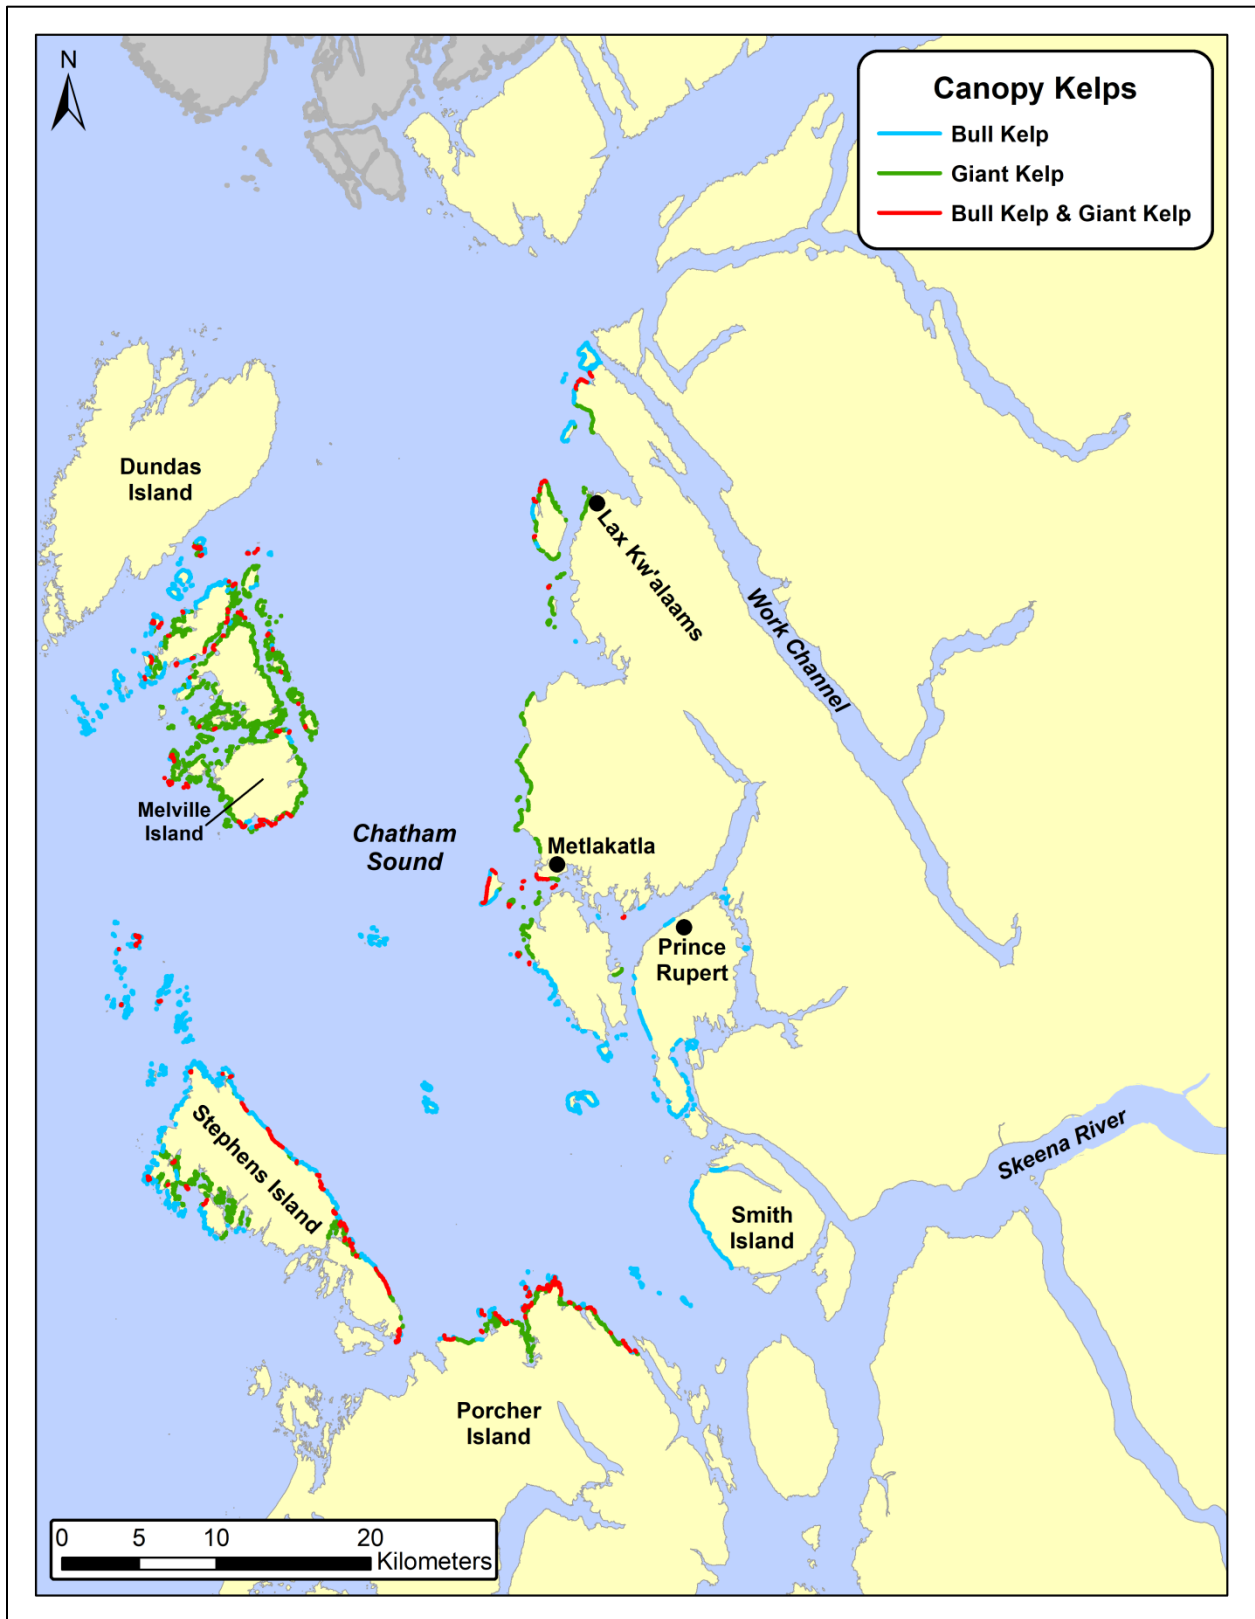 N
Canopy Kelps
Bull Kelp
Giant Kelp
Bull Kelp & Giant Kelp
Dundas
Island
Lax Kw'alaams
Work Channel
Melville
Island
Chatham
Sound
Metlakatla
Prince
Rupert
Stephens Island
Skeena River
Smith
Island
Porcher
Island
0 5 10 20
Kilometers